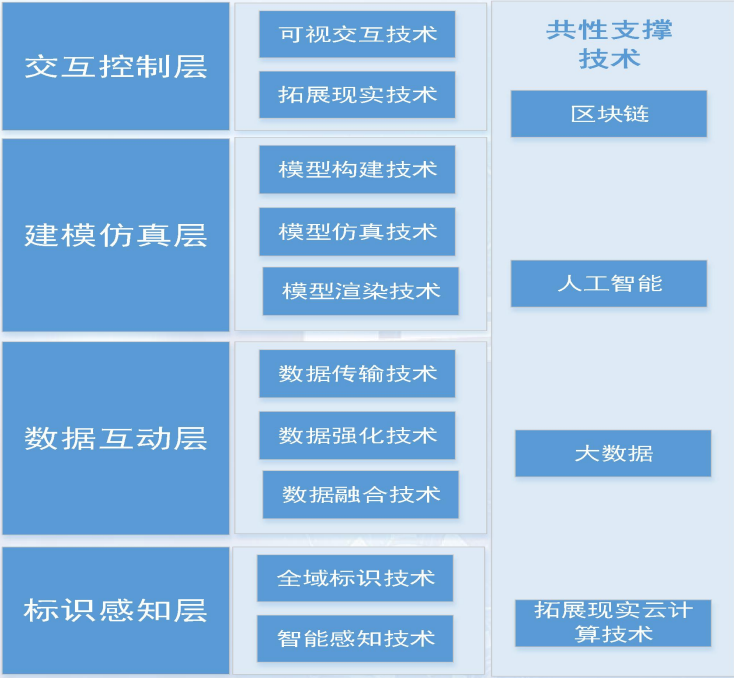 交互控制层
可视交互技术
拓展现实技术
建模仿真层
模型构建技术
模型仿真技术
模型渲染技术
数据互动层
数据传输技术
数据强化技术
数据融合技术
标识感知层
全域标识技术
智能感知技术
共性支撑
技术
区块链
人工智能
大数据
拓展现实云计
算技术